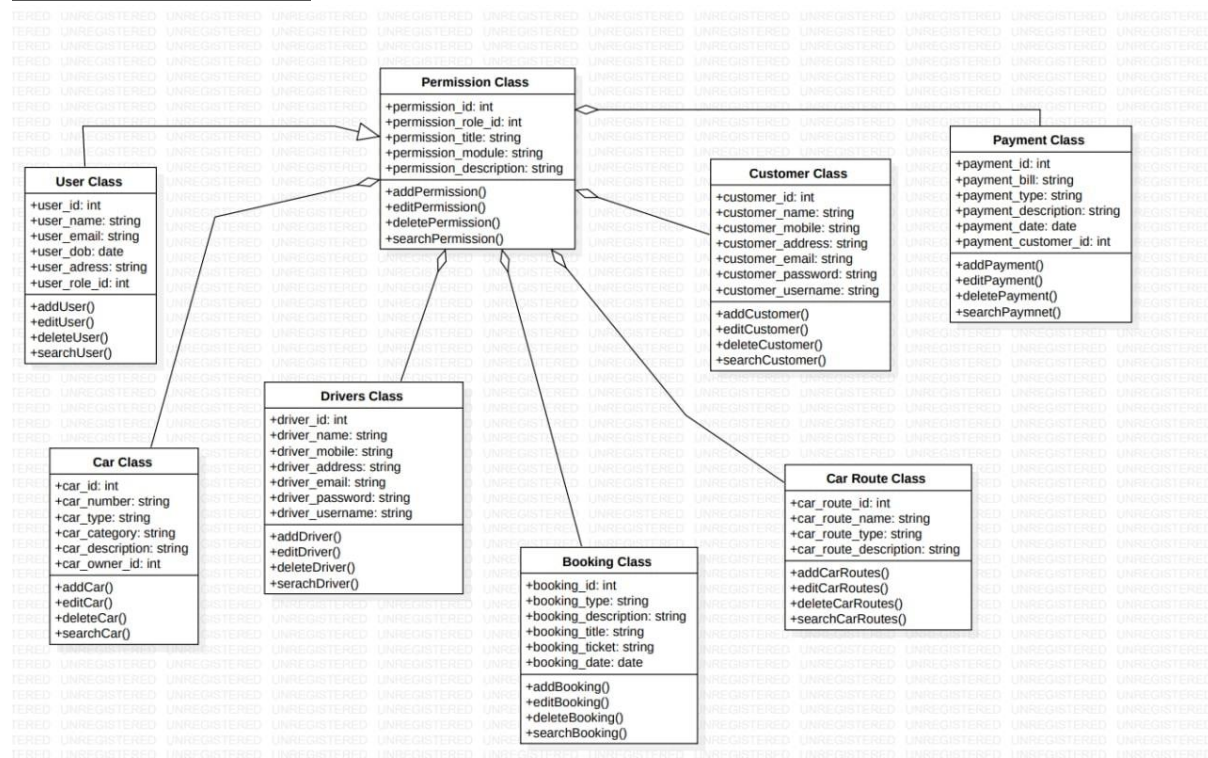 Permission Class
+permission_id: int
+permission_role_id: int
+permission_title: string
+permission_module: string
+permission_description: string
+addPermission()
+editPermission()
+deletePermission()
+searchPermission()
User Class
+user_id: int
+user_name: string
+user_email: string
+user_dob: date
+user_adress: string
+user_role_id: int
+addUser()
+editUser()
+deleteUser()
+searchUser()
Customer Class
+customer_id: int
+customer_name: string
+customer_mobile: string
+customer_address: string
+customer_email: string
+customer_password: string
+customer_username: string
+addCustomer()
+editCustomer()
+deleteCustomer()
+searchCustomer()
Payment Class
+payment_id: int
+payment_bill: string
+payment_type: string
+payment_description: string
+payment_date: date
+payment_customer_id: int
+addPayment()
+editPayment()
+deletePayment()
+searchPaymnet()
Car Class
+car_id: int
+car_number: string
+car_type: string
+car_category: string
+car_description: string
+car_owner_id: int
+addCar()
+editCar()
+deleteCar()
+searchCar()
Drivers Class
+driver_id: int
+driver_name: string
+driver_mobile: string
+driver_address: string
+driver_email: string
+driver_password: string
+driver_username: string
+addDriver()
+editDriver()
+deleteDriver()
+serachDriver()
Booking Class
+booking_id: int
+booking_type: string
+booking_description: string
+booking_title: string
+booking_ticket: string
+booking_date: date
+addBooking()
+editBooking()
+deleteBooking()
+searchBooking()
Car Route Class
+car_route_id: int
+car_route_name: string
+car_route_type: string
+car_route_description: string
+addCarRoutes()
+editCarRoutes()
+deleteCarRoutes()
+searchCarRoutes()
UNREGISTERED